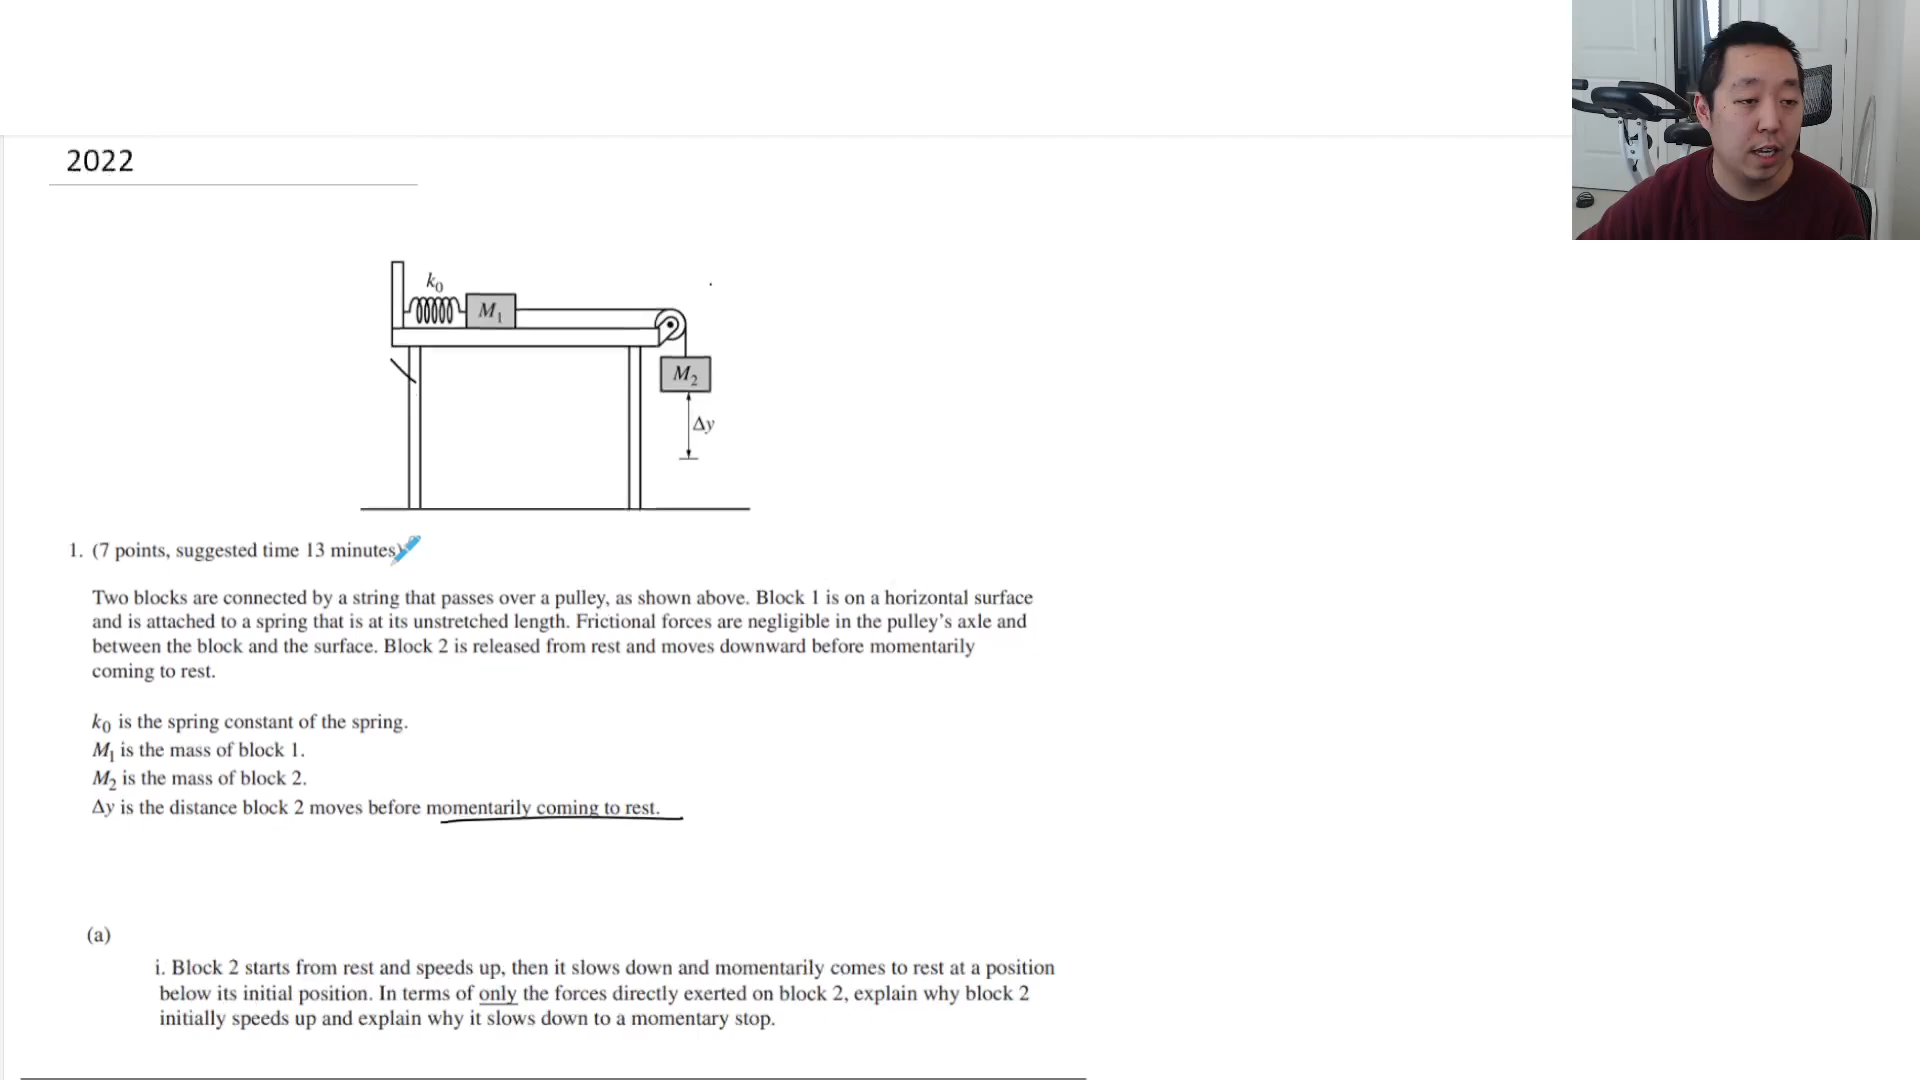 2022
k₀
M₁
M₂
Δy
1. (7 points, suggested time 13 minutes)
Two blocks are connected by a string that passes over a pulley, as shown above. Block 1 is on a horizontal surface
and is attached to a spring that is at its unstretched length. Frictional forces are negligible in the pulley’s axle and
between the block and the surface. Block 2 is released from rest and moves downward before momentarily
coming to rest.
k₀ is the spring constant of the spring.
M₁ is the mass of block 1.
M₂ is the mass of block 2.
Δy is the distance block 2 moves before momentarily coming to rest.
(a)
i. Block 2 starts from rest and speeds up, then it slows down and momentarily comes to rest at a position
below its initial position. In terms of only the forces directly exerted on block 2, explain why block 2
initially speeds up and explain why it slows down to a momentary stop.